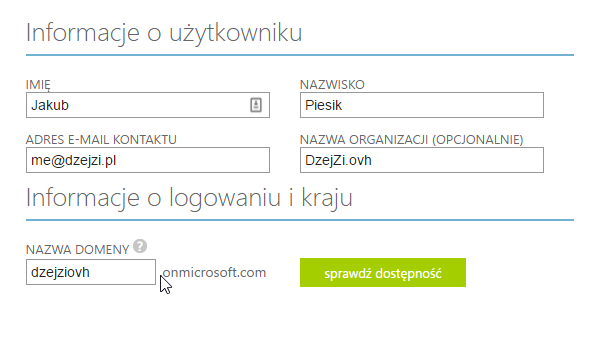 Informacje o użytkowniku
IMIĘ NAZWISKO
Jakub Piesik
ADRES E-MAIL KONTAKTU NAZWA ORGANIZACJI (OPCJONALNIE)
me@dzejzi.pl DzejZi.ovh
Informacje o logowaniu i kraju
NAZWA DOMENY ?
dzejziovh .onmicrosoft.com sprawdź dostępność